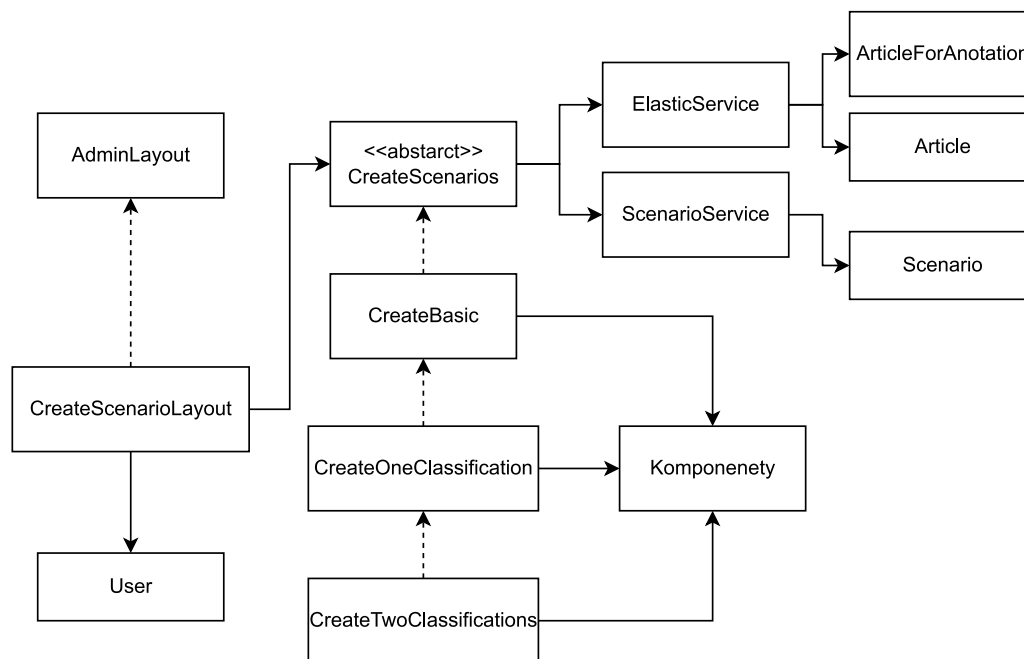 ArticleForAnotation
ElasticService
AdminLayout
<<abstarct>>
CreateScenarios
Article
ScenarioService
Scenario
CreateBasic
CreateScenarioLayout
CreateOneClassification
Komponenety
User
CreateTwoClassifications